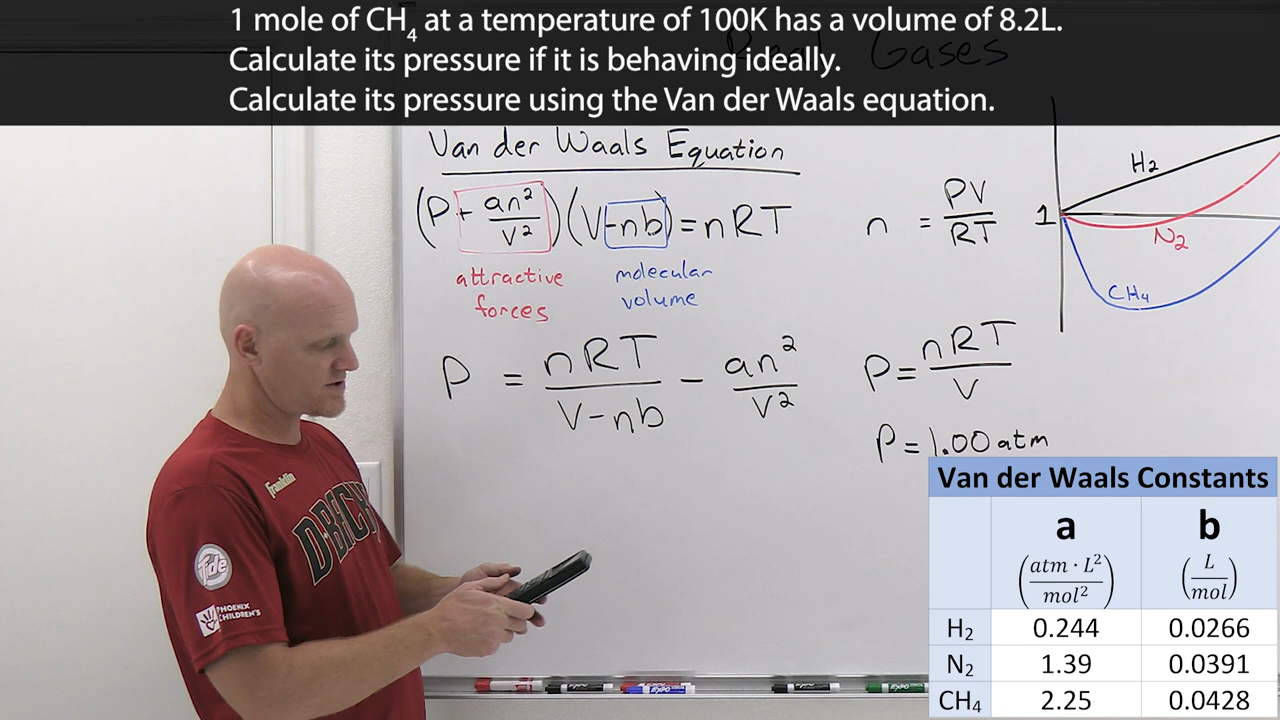 1 mole of CH4 at a temperature of 100K has a volume of 8.2L.
Calculate its pressure if it is behaving ideally.
Calculate its pressure using the Van der Waals equation.
Gases
Van der Waals Equation
(P + an²/V²)(V-nb) = nRT
attractive forces
molecular volume
n = PV/RT
1
H2
N2
CH4
P = nRT/V-nb - an²/V²
P = nRT/V
P = 1.00 atm
Franklin
D-BACK
Tide
PHOENIX
CHILDREN'S
EXPO
Van der Waals Constants
a b
(atm · L²/mol²) (L/mol)
H2 0.244 0.0266
N2 1.39 0.0391
CH4 2.25 0.0428